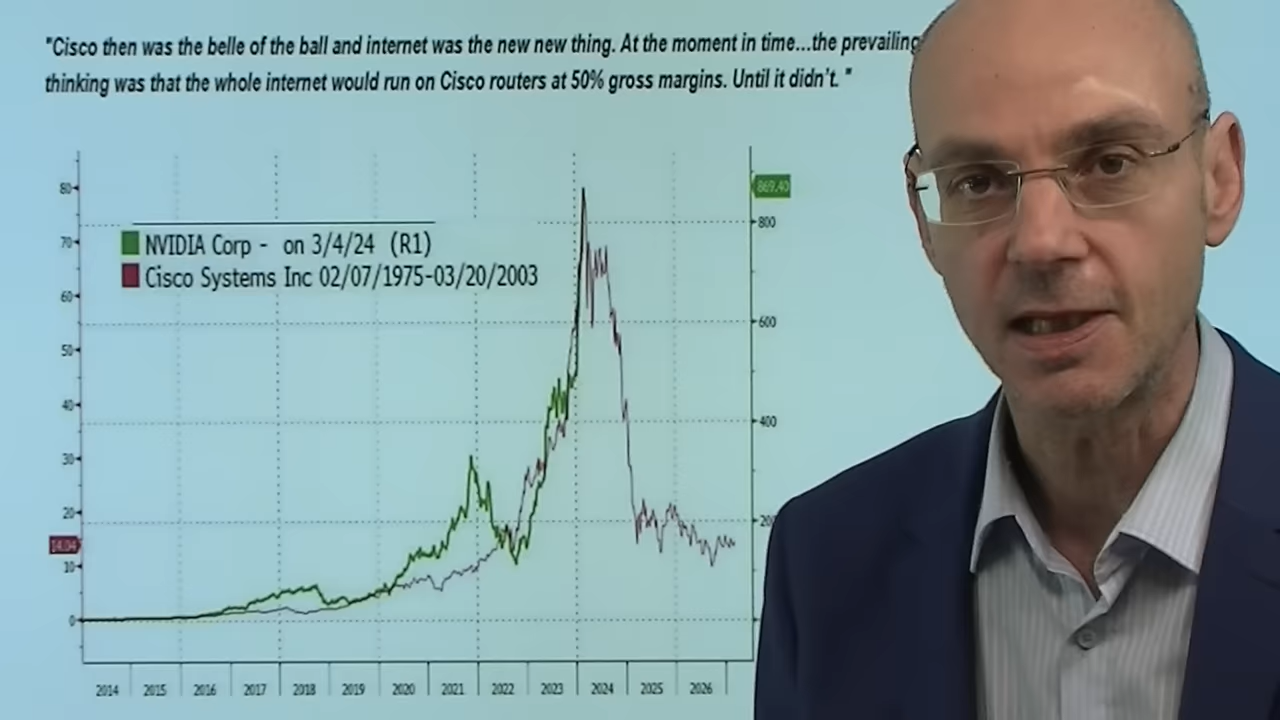 "Cisco then was the belle of the ball and internet was the new new thing. At the moment in time...the prevailing
thinking was that the whole internet would run on Cisco routers at 50% gross margins. Until it didn't. "
NVIDIA Corp - on 3/4/24 (R1)
Cisco Systems Inc 02/07/1975-03/20/2003
80
70
60
50
40
30
20
14.04
10
0
869.40
800
600
400
2014 2015 2016 2017 2018 2019 2020 2021 2022 2023 2024 2025 2026